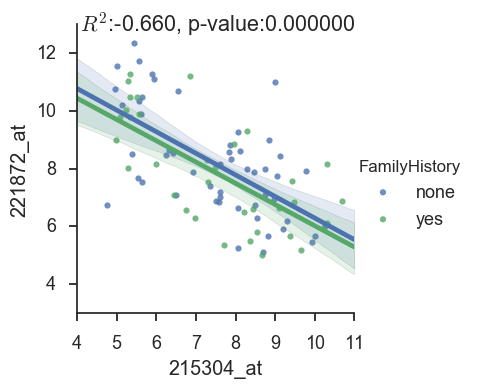 R²:-0.660, p-value:0.000000
12
10
8
6
4
221872_at
4 5 6 7 8 9 10 11
215304_at
FamilyHistory
none
yes